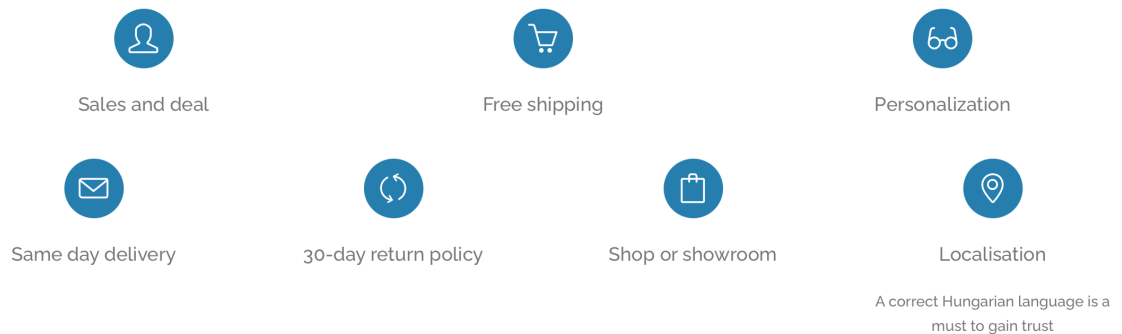 Sales and deal
Free shipping
Personalization
Same day delivery
30-day return policy
Shop or showroom
Localisation
A correct Hungarian language is a
must to gain trust